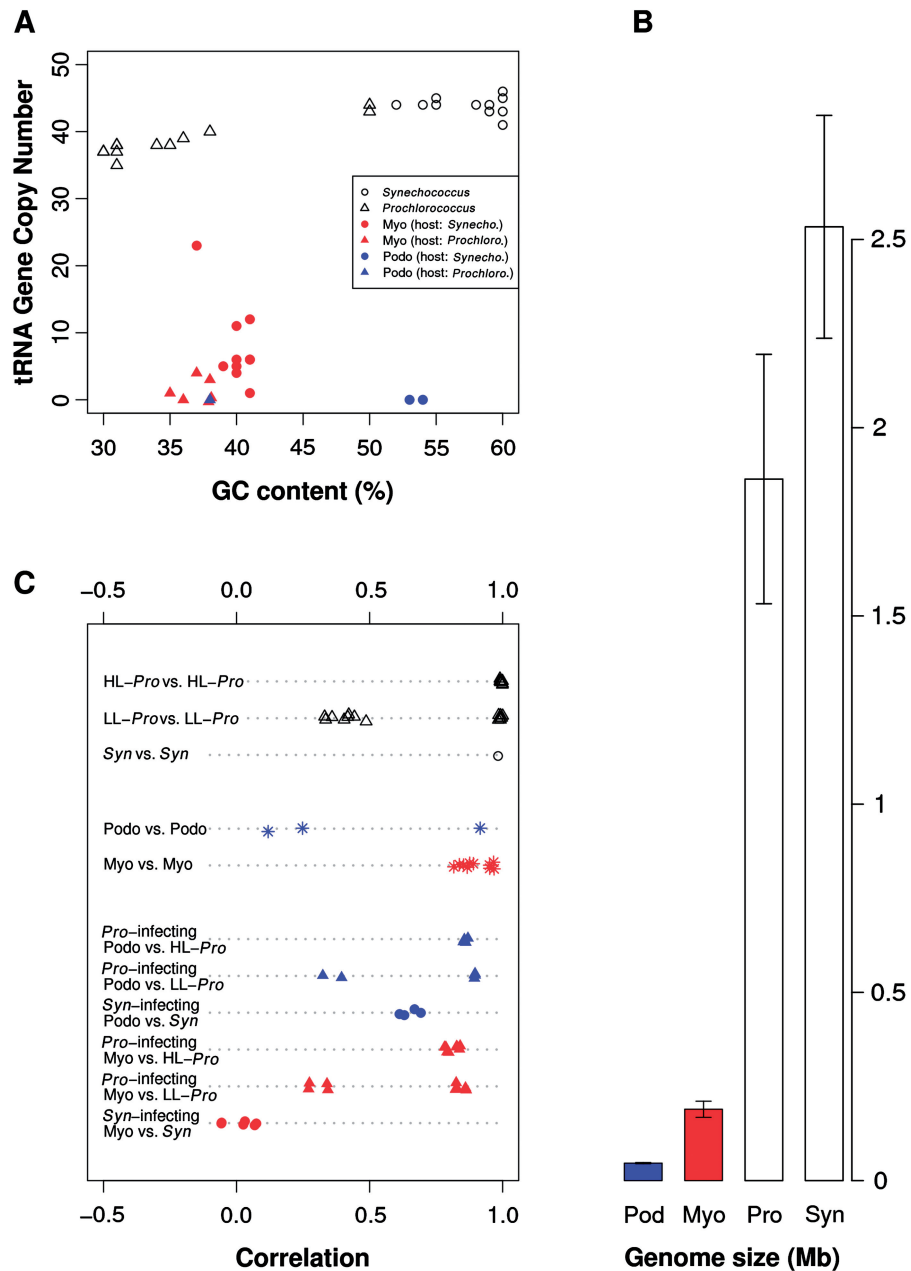 A
tRNA Gene Copy Number
50
40
30
20
10
0
Synechococcus
Prochlorococcus
Myo (host: Synecho.)
Myo (host: Prochloro.)
Podo (host: Synecho.)
Podo (host: Prochloro.)
30 35 40 45 50 55 60
GC content (%)
B
2.5
2
1.5
1
0.5
0
Pod Myo Pro Syn
Genome size (Mb)
C
−0.5 0.0 0.5 1.0
HL−Pro vs. HL−Pro
LL−Pro vs. LL−Pro
Syn vs. Syn
Podo vs. Podo
Myo vs. Myo
Pro−infecting
Podo vs. HL−Pro
Pro−infecting
Podo vs. LL−Pro
Syn−infecting
Podo vs. Syn
Pro−infecting
Myo vs. HL−Pro
Pro−infecting
Myo vs. LL−Pro
Syn−infecting
Myo vs. Syn
−0.5 0.0 0.5 1.0
Correlation